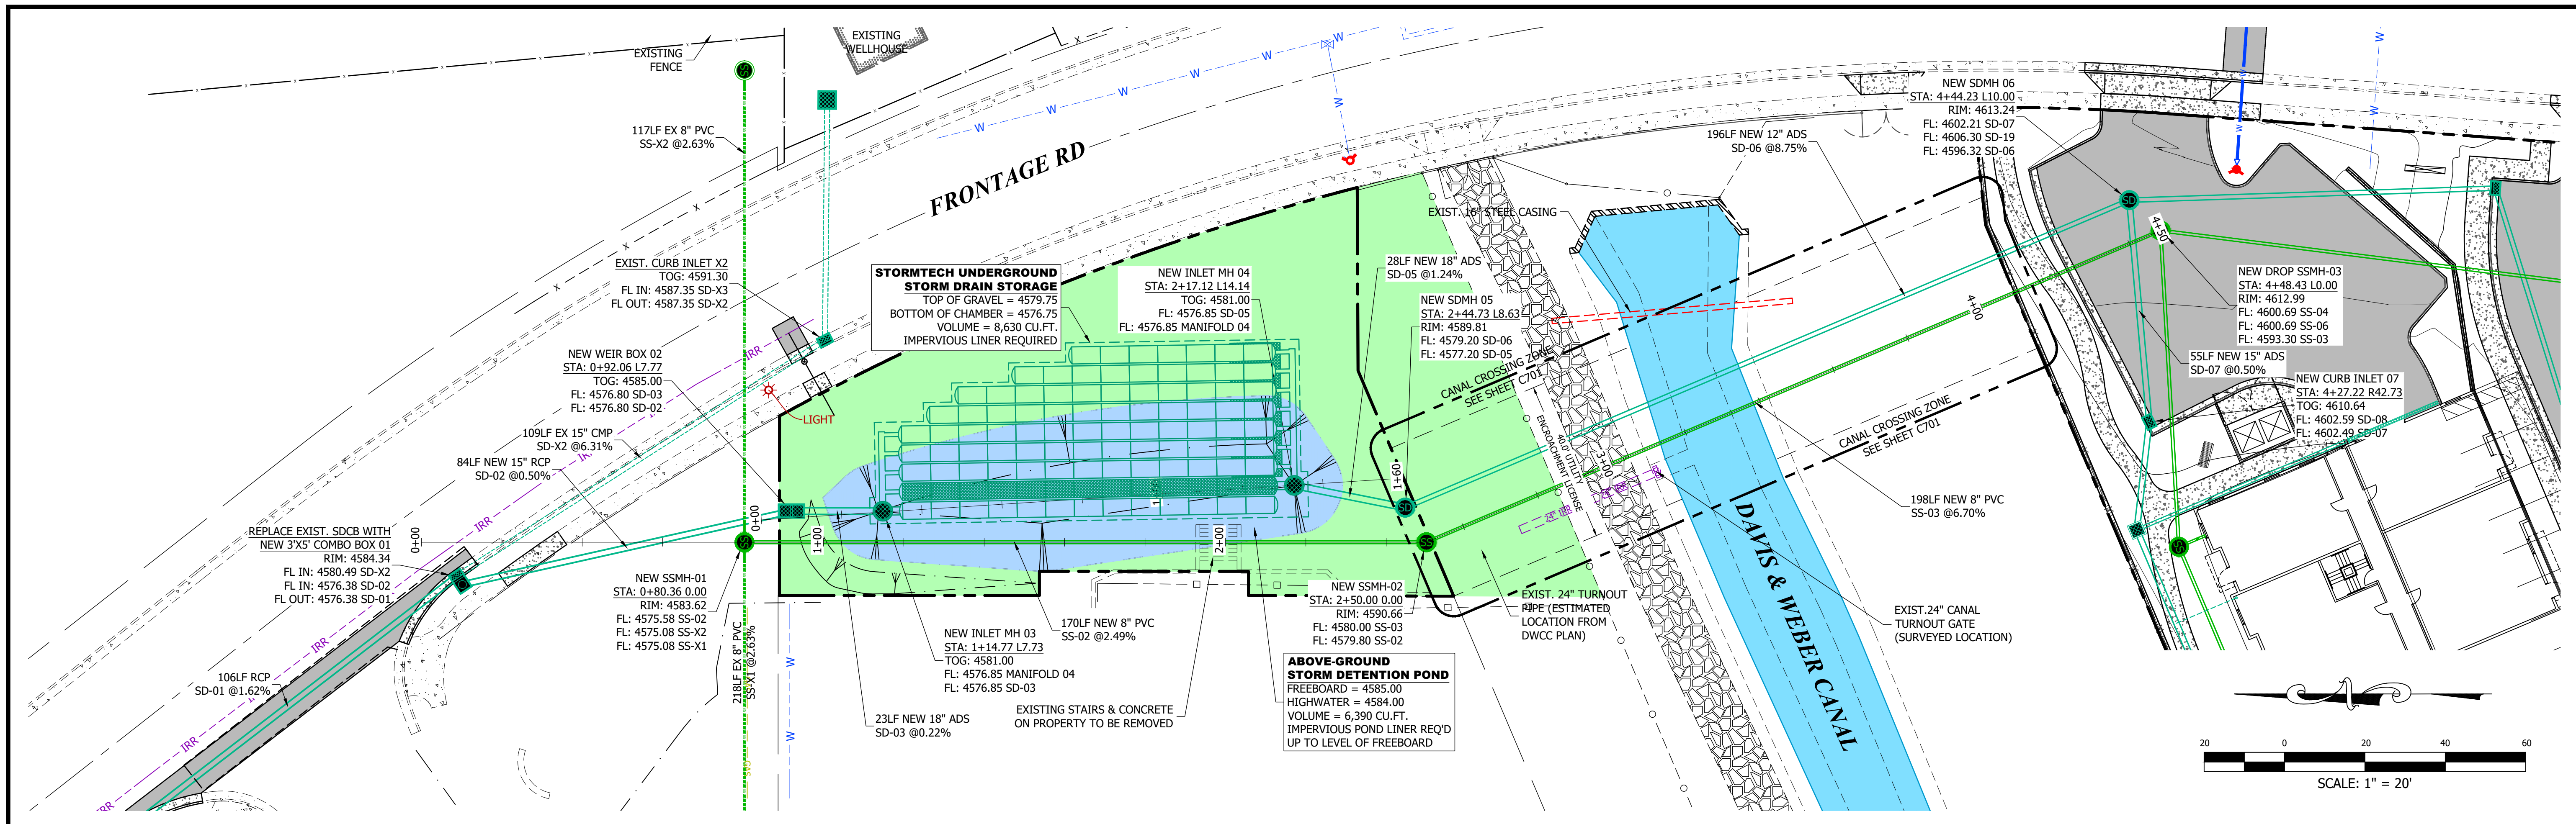 EXISTING
FENCE
EXISTING
WELLHOUSE
117LF EX 8" PVC
SS-X2 @2.63%
FRONTAGE RD
EXIST. CURB INLET X2
TOG: 4591.30
FL IN: 4587.35 SD-X3
FL OUT: 4587.35 SD-X2
NEW WEIR BOX 02
STA: 0+92.06 L7.77
TOG: 4585.00
FL: 4576.80 SD-03
FL: 4576.80 SD-02
109LF EX 15" CMP
SD-X2 @6.31%
84LF NEW 15" RCP
SD-02 @0.50%
REPLACE EXIST. SDCB WITH
NEW 3'X5' COMBO BOX 01
RIM: 4584.34
FL IN: 4580.49 SD-X2
FL IN: 4576.38 SD-02
FL OUT: 4576.38 SD-01
106LF RCP
SD-01 @1.62%
IRR
IRR
IRR
IRR
IRR
LIGHT
0+00
0+00
1+00
2+00
1+60
3+00
4+00
4+50
STORMTECH UNDERGROUND
STORM DRAIN STORAGE
TOP OF GRAVEL = 4579.75
BOTTOM OF CHAMBER = 4576.75
VOLUME = 8,630 CU.FT.
IMPERVIOUS LINER REQUIRED
NEW INLET MH 04
STA: 2+17.12 L14.14
TOG: 4581.00
FL: 4576.85 SD-05
FL: 4576.85 MANIFOLD 04
28LF NEW 18" ADS
SD-05 @1.24%
NEW SDMH 05
STA: 2+44.73 L8.63
RIM: 4589.81
FL: 4579.20 SD-06
FL: 4577.20 SD-05
NEW SSMH-01
STA: 0+80.36 0.00
RIM: 4583.62
FL: 4575.58 SS-02
FL: 4575.08 SS-X2
FL: 4575.08 SS-X1
218LF EX 8" PVC
SS-X1 @2.63%
GAS
NEW INLET MH 03
STA: 1+14.77 L7.73
TOG: 4581.00
FL: 4576.85 MANIFOLD 04
FL: 4576.85 SD-03
170LF NEW 8" PVC
SS-02 @2.49%
23LF NEW 18" ADS
SD-03 @0.22%
EXISTING STAIRS & CONCRETE
ON PROPERTY TO BE REMOVED
NEW SSMH-02
STA: 2+50.00 0.00
RIM: 4590.66
FL: 4580.00 SS-03
FL: 4579.80 SS-02
ABOVE-GROUND
STORM DETENTION POND
FREEBOARD = 4585.00
HIGHWATER = 4584.00
VOLUME = 6,390 CU.FT.
IMPERVIOUS POND LINER REQ'D
UP TO LEVEL OF FREEBOARD
EXIST. 24" TURNOUT
PIPE (ESTIMATED
LOCATION FROM
DWCC PLAN)
EXIST. 16" STEEL CASING
CANAL CROSSING ZONE
SEE SHEET C701
40.0' UTILITY
ENCROACHMENT LICENSE
DAVIS & WEBER CANAL
CANAL CROSSING ZONE
SEE SHEET C701
EXIST.24" CANAL
TURNOUT GATE
(SURVEYED LOCATION)
198LF NEW 8" PVC
SS-03 @6.70%
196LF NEW 12" ADS
SD-06 @8.75%
NEW SDMH 06
STA: 4+44.23 L10.00
RIM: 4613.24
FL: 4602.21 SD-07
FL: 4606.30 SD-19
FL: 4596.32 SD-06
NEW DROP SSMH-03
STA: 4+48.43 L0.00
RIM: 4612.99
FL: 4600.69 SS-04
FL: 4600.69 SS-06
FL: 4593.30 SS-03
55LF NEW 15" ADS
SD-07 @0.50%
NEW CURB INLET 07
STA: 4+27.22 R42.73
TOG: 4610.64
FL: 4602.59 SD-08
FL: 4602.49 SD-07
20 0 20 40 60
SCALE: 1" = 20'